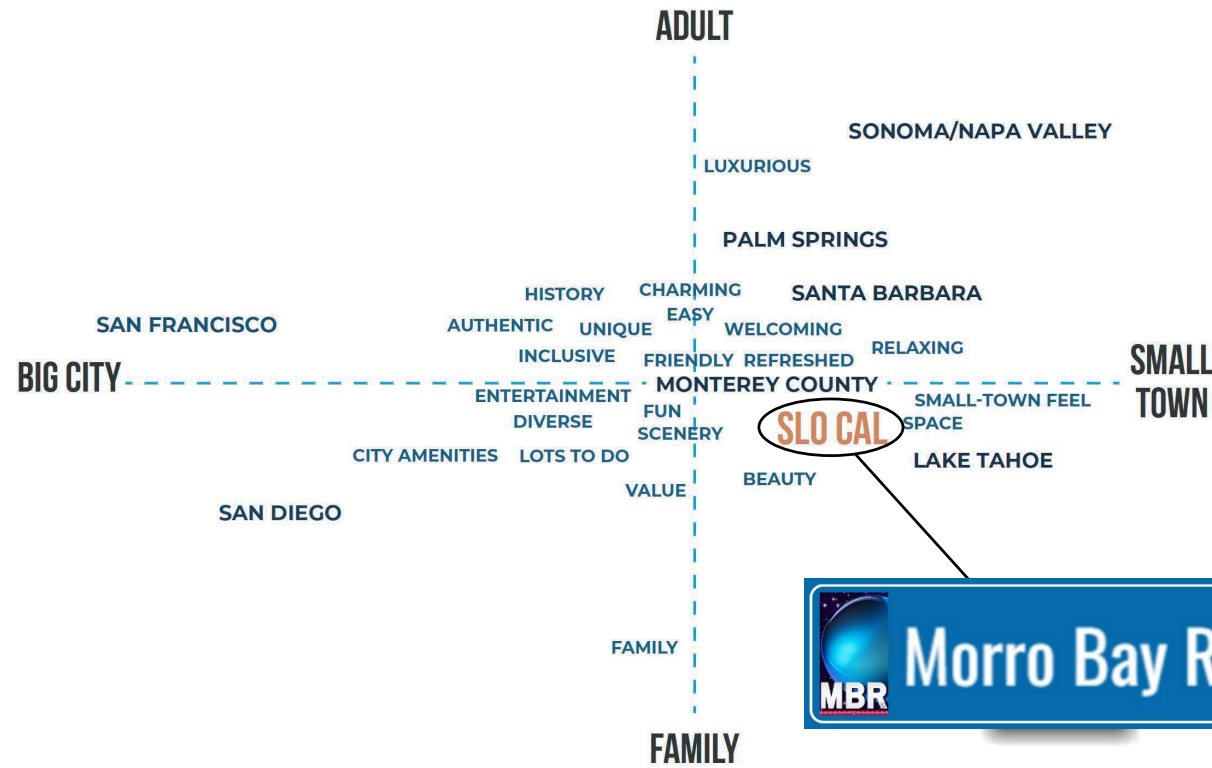 ADULT
SONOMA/NAPA VALLEY
LUXURIOUS
PALM SPRINGS
HISTORY
CHARMING
SANTA BARBARA
EASY
SAN FRANCISCO
AUTHENTIC
UNIQUE
WELCOMING
INCLUSIVE
FRIENDLY
REFRESHED
RELAXING
BIG CITY
MONTEREY COUNTY
SMALL
TOWN
ENTERTAINMENT
SMALL-TOWN FEEL
FUN
DIVERSE
SLO CAL
SPACE
SCENERY
CITY AMENITIES
LOTS TO DO
LAKE TAHOE
BEAUTY
VALUE
SAN DIEGO
FAMILY
MBR
Morro Bay R
FAMILY